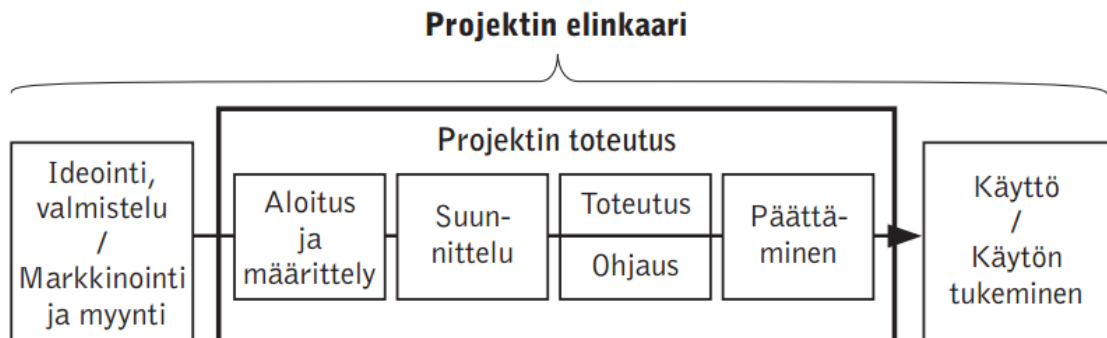 Projektin elinkaari
Projektin toteutus
Ideointi,
valmistelu
/
Markkinointi
ja myynti
Aloitus
ja
määrittely
Suun-
nittelu
Toteutus
Ohjaus
Päättä-
minen
Käyttö
/
Käytön
tukeminen